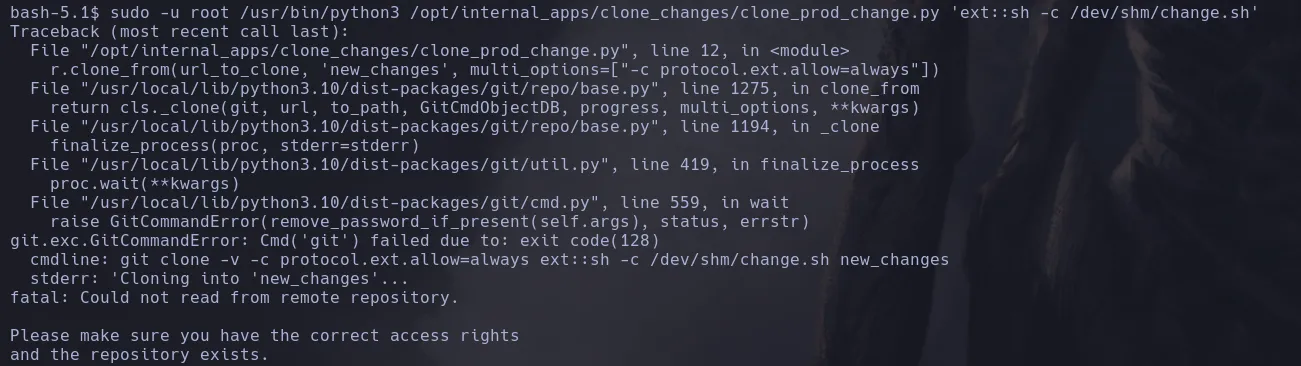 bash-5.1$ sudo -u root /usr/bin/python3 /opt/internal_apps/clone_changes/clone_prod_change.py 'ext::sh -c /dev/shm/change.sh'
Traceback (most recent call last):
  File "/opt/internal_apps/clone_changes/clone_prod_change.py", line 12, in <module>
    r.clone_from(url_to_clone, 'new_changes', multi_options=["-c protocol.ext.allow=always"])
  File "/usr/local/lib/python3.10/dist-packages/git/repo/base.py", line 1275, in clone_from
    return cls._clone(git, url, to_path, GitCmdObjectDB, progress, multi_options, **kwargs)
  File "/usr/local/lib/python3.10/dist-packages/git/repo/base.py", line 1194, in _clone
    finalize_process(proc, stderr=stderr)
  File "/usr/local/lib/python3.10/dist-packages/git/util.py", line 419, in finalize_process
    proc.wait(**kwargs)
  File "/usr/local/lib/python3.10/dist-packages/git/cmd.py", line 559, in wait
    raise GitCommandError(remove_password_if_present(self.args), status, errstr)
git.exc.GitCommandError: Cmd('git') failed due to: exit code(128)
  cmdline: git clone -v -c protocol.ext.allow=always ext::sh -c /dev/shm/change.sh new_changes
  stderr: 'Cloning into 'new_changes'...
fatal: Could not read from remote repository.

Please make sure you have the correct access rights
and the repository exists.